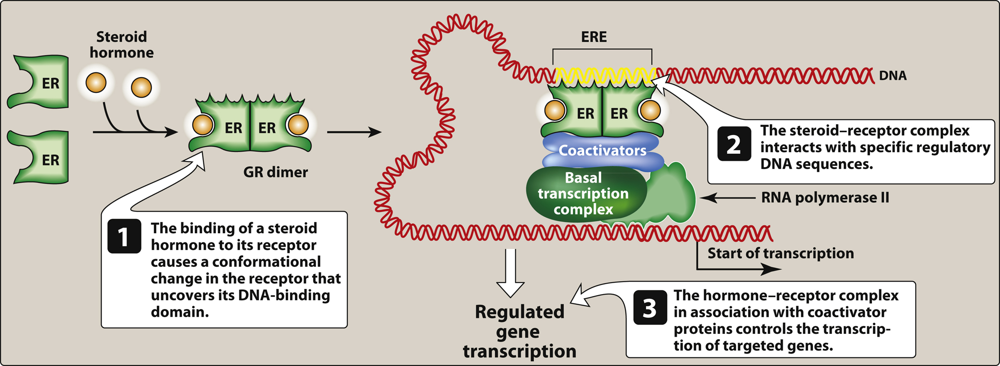 Steroid
hormone
ER
ER
ER
ER
GR dimer
1
The binding of a steroid
hormone to its receptor
causes a conformational
change in the receptor that
uncovers its DNA-binding
domain.
ERE
DNA
ER
ER
Coactivators
Basal
transcription
complex
2
The steroid–receptor complex
interacts with specific regulatory
DNA sequences.
RNA polymerase II
Start of transcription
Regulated
gene
transcription
3
The hormone–receptor complex
in association with coactivator
proteins controls the transcrip-
tion of targeted genes.